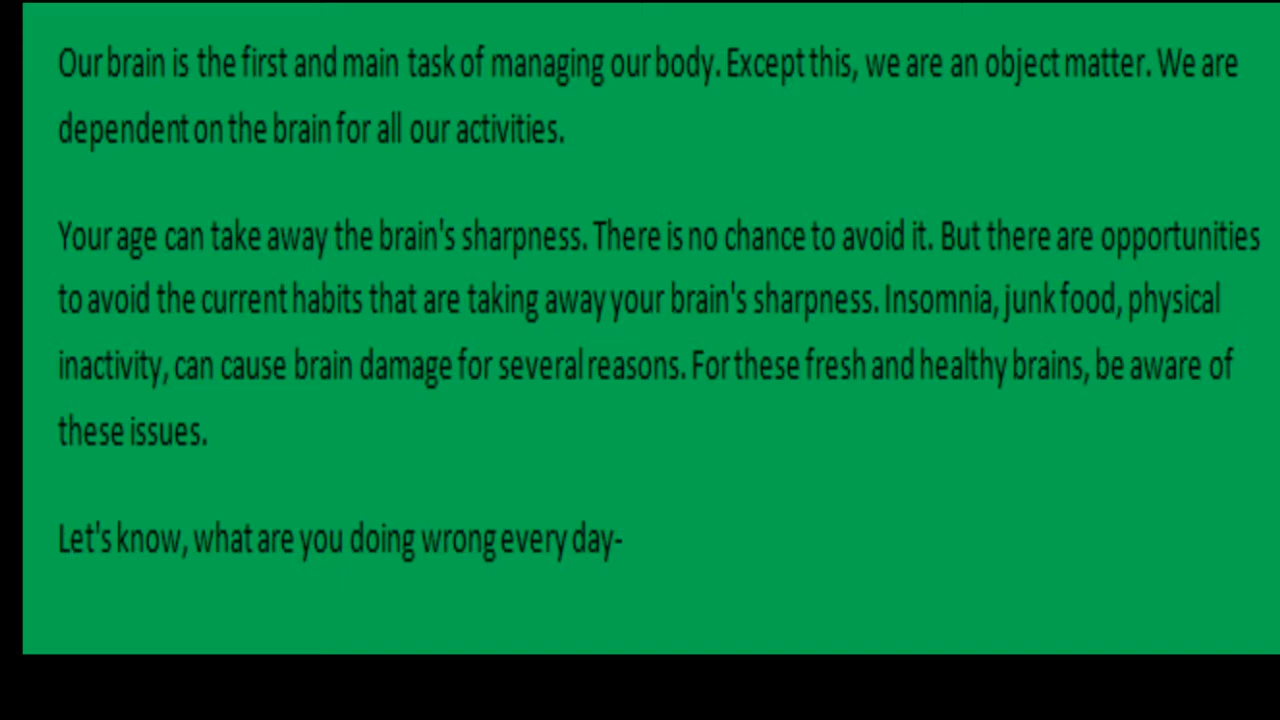 Our brain is the first and main task of managing our body. Except this, we are an object matter. We are
dependent on the brain for all our activities.
Your age can take away the brain's sharpness. There is no chance to avoid it. But there are opportunities
to avoid the current habits that are taking away your brain's sharpness. Insomnia, junk food, physical
inactivity, can cause brain damage for several reasons. For these fresh and healthy brains, be aware of
these issues.
Let's know, what are you doing wrong every day-